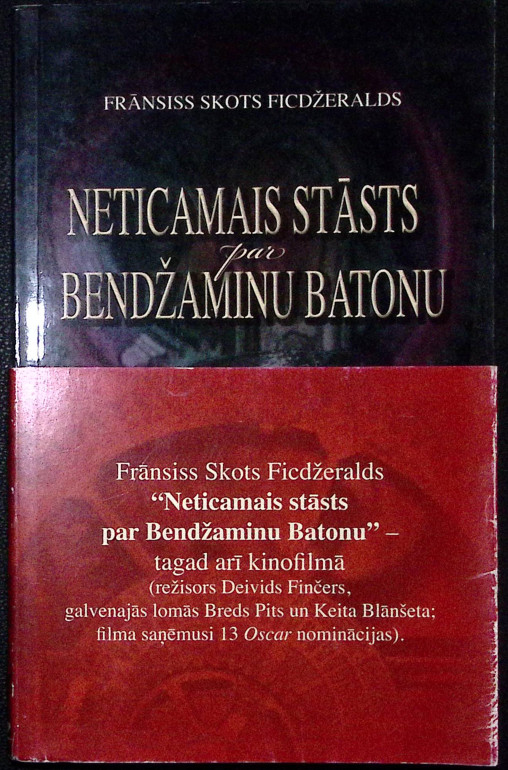 FRĀNSISS SKOTS FICDŽERALDS
NETICAMAIS STĀSTS
par
BENDŽAMINU BATONU
Frānsiss Skots Ficdžeralds
“Neticamais stāsts
par Bendžaminu Batonu” –
tagad arī kinofilmā
(režisors Deivids Finčers,
galvenajās lomās Breds Pits un Keita Blānšeta;
filma saņēmusi 13 Oscar nominācijas).